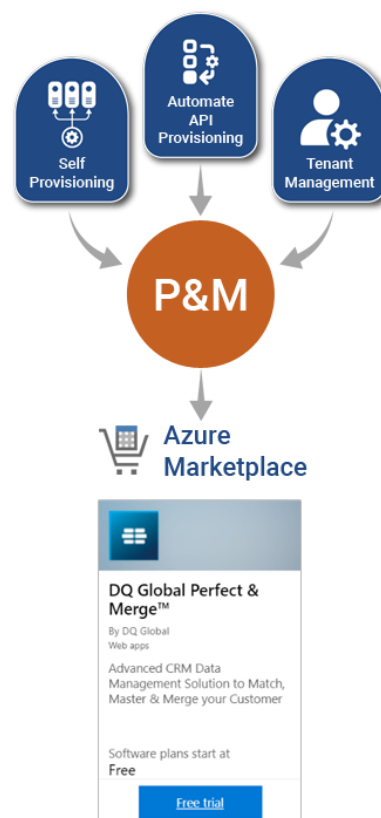 Automate
API
Provisioning
Self
Provisioning
Tenant
Management
P&M
Azure
Marketplace
DQ Global Perfect &
Merge™
By DQ Global
Web apps
Advanced CRM Data
Management Solution to Match,
Master & Merge your Customer
Software plans start at
Free
Free trial